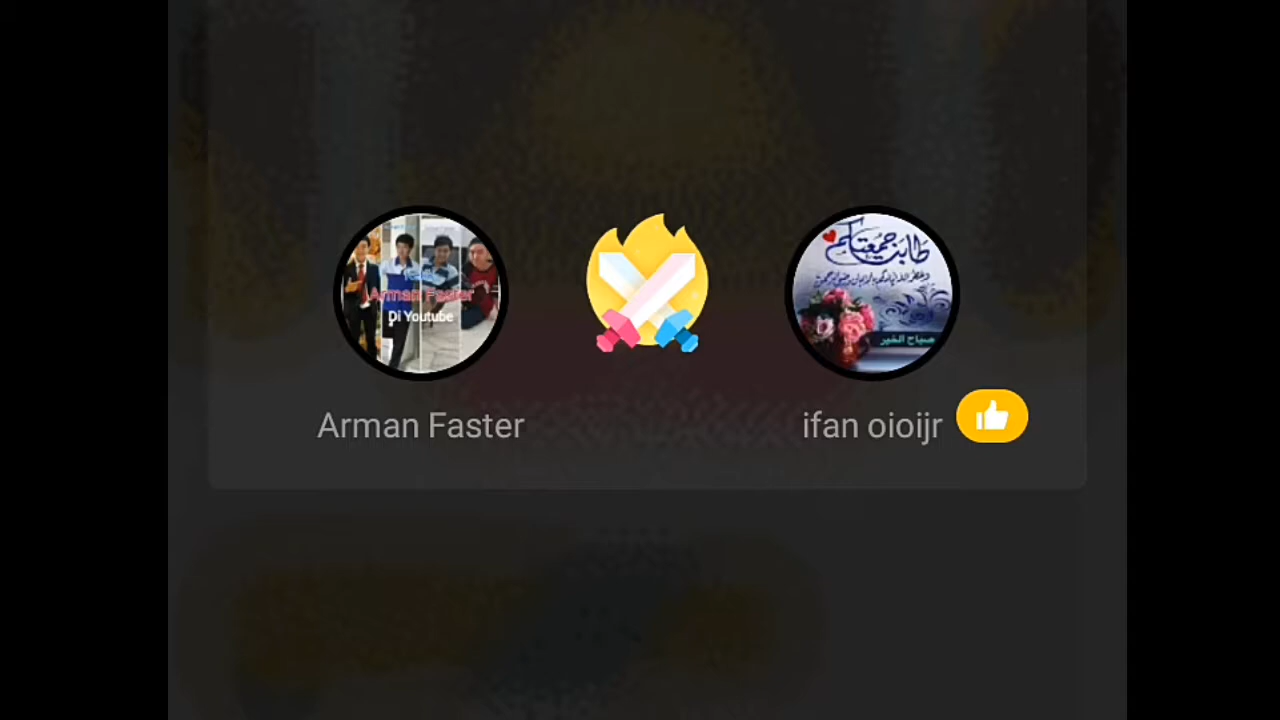 Arman Faster
Di Youtube
طابت جمعتكم
صباح الخير
Arman Faster
ifan oioijr